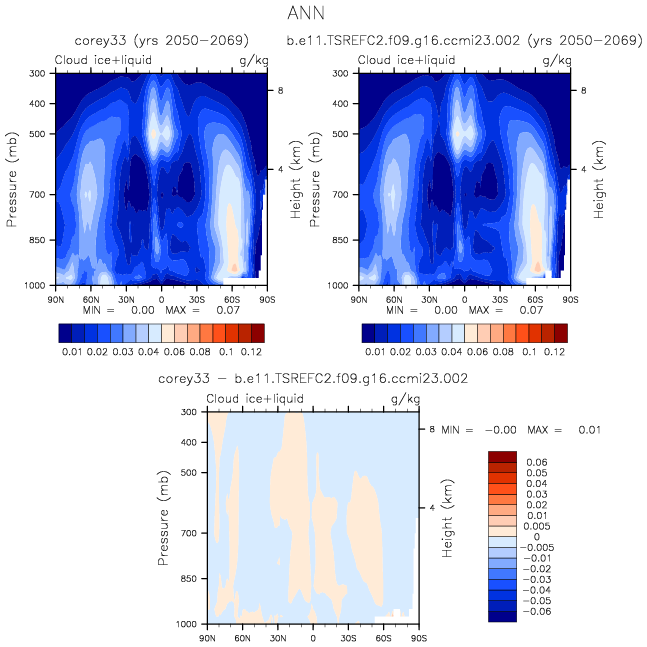 ANN
corey33 (yrs 2050−2069)
Cloud ice+liquid g/kg
300
400
500
700
850
1000
Pressure (mb)
8
4
Height (km)
90N 60N 30N 0 30S 60S 90S
MIN = 0.00 MAX = 0.07
0.01 0.02 0.03 0.04 0.06 0.08 0.1 0.12
b.e11.TSREFC2.f09.g16.ccmi23.002 (yrs 2050−2069)
Cloud ice+liquid g/kg
300
400
500
700
850
1000
Pressure (mb)
8
4
Height (km)
90N 60N 30N 0 30S 60S 90S
MIN = 0.00 MAX = 0.07
0.01 0.02 0.03 0.04 0.06 0.08 0.1 0.12
corey33 − b.e11.TSREFC2.f09.g16.ccmi23.002
Cloud ice+liquid g/kg
300
400
500
700
850
1000
Pressure (mb)
8
4
Height (km)
90N 60N 30N 0 30S 60S 90S
MIN = −0.00 MAX = 0.01
0.06
0.05
0.04
0.03
0.02
0.01
0.005
0
−0.005
−0.01
−0.02
−0.03
−0.04
−0.05
−0.06